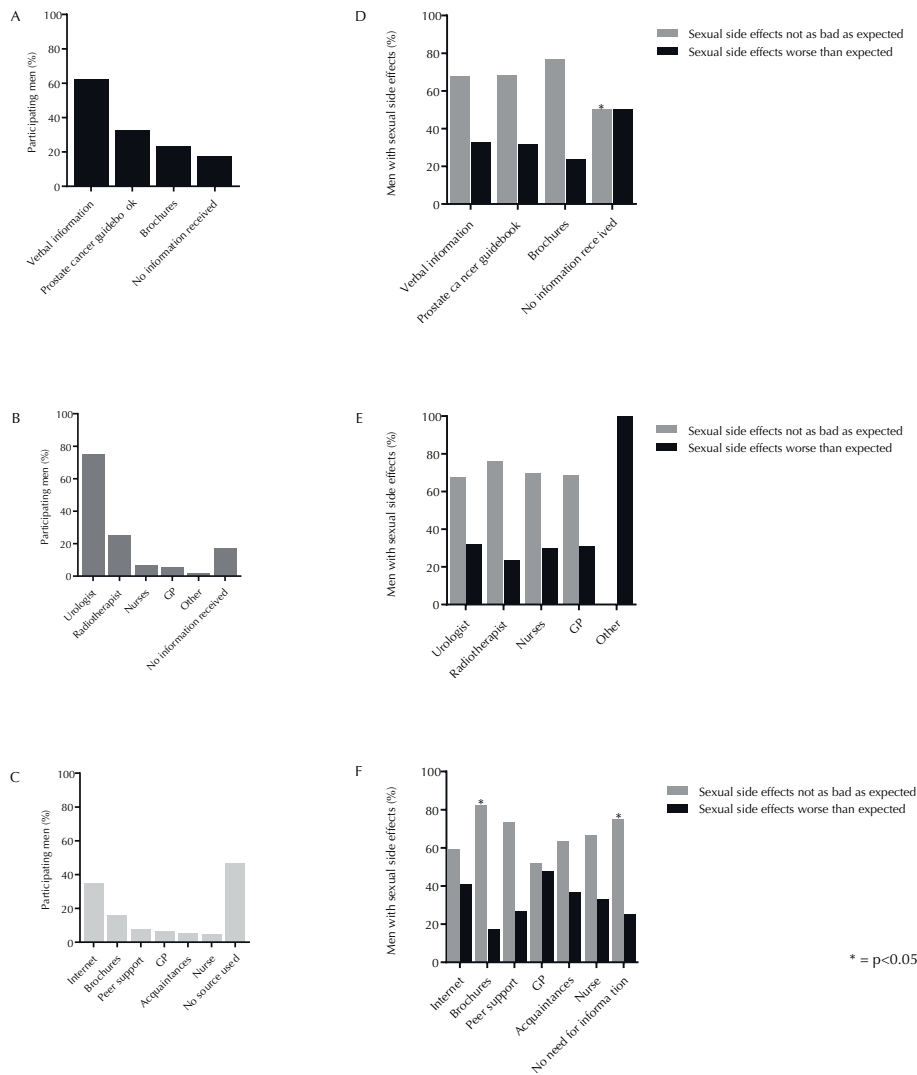 A
Participating men (%)
100
80
60
40
20
0
Verbal information
Prostate cancer guidebo ok
Brochures
No information received
D
Men with sexual side effects (%)
100
80
60
40
20
0
*
Verbal information
Prostate ca ncer guidebook
Brochures
No information rece ived
Sexual side effects not as bad as expected
Sexual side effects worse than expected
B
Participating men (%)
100
80
60
40
20
0
Urologist
Radiotherapist
Nurses
GP
Other
No information received
E
Men with sexual side effects (%)
100
80
60
40
20
0
Urologist
Radiotherapist
Nurses
GP
Other
Sexual side effects not as bad as expected
Sexual side effects worse than expected
C
Participating men (%)
100
80
60
40
20
0
Internet
Brochures
Peer support
GP
Acquaintances
Nurse
No source used
F
Men with sexual side effects (%)
100
80
60
40
20
0
*
*
Internet
Brochures
Peer support
GP
Acquaintances
Nurse
No need for informa tion
Sexual side effects not as bad as expected
Sexual side effects worse than expected
* = p<0.05